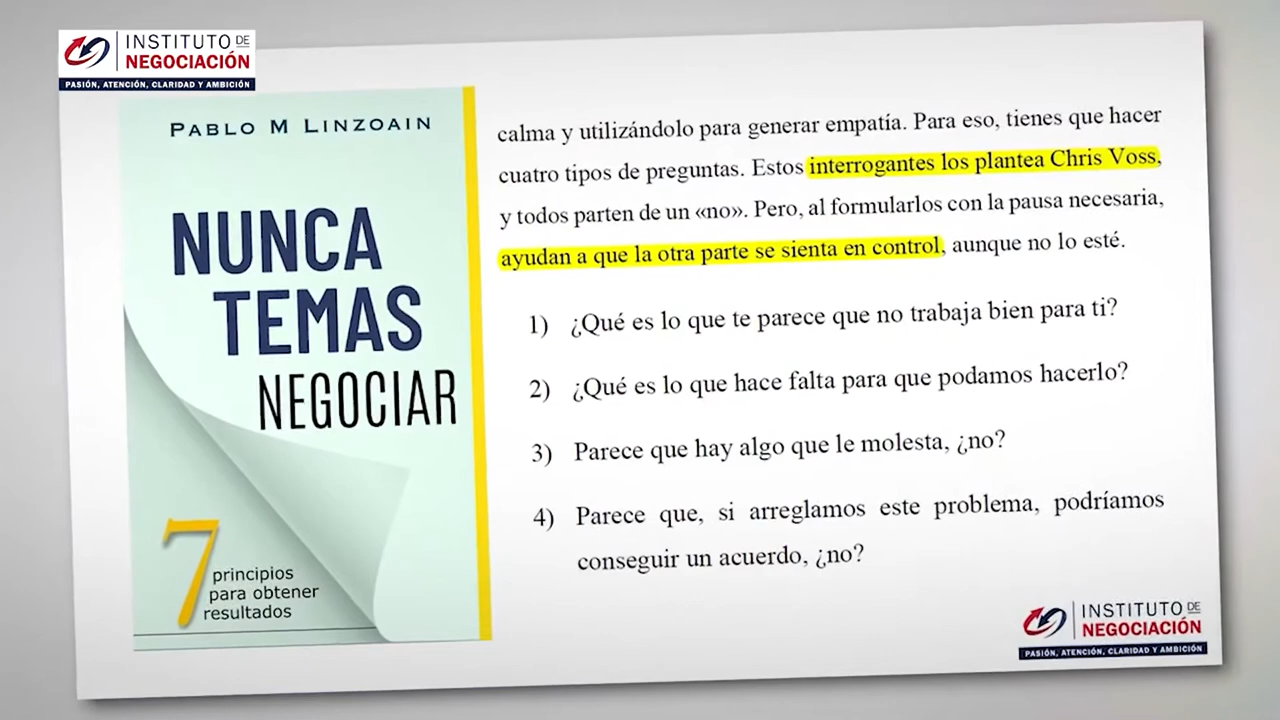 INSTITUTO DE
NEGOCIACIÓN
PASIÓN, ATENCIÓN, CLARIDAD Y AMBICIÓN
PABLO M LINZOAIN
NUNCA
TEMAS
NEGOCIAR
7 principios
para obtener
resultados
calma y utilizándolo para generar empatía. Para eso, tienes que hacer
cuatro tipos de preguntas. Estos interrogantes los plantea Chris Voss,
y todos parten de un «no». Pero, al formularlos con la pausa necesaria,
ayudan a que la otra parte se sienta en control, aunque no lo esté.
1) ¿Qué es lo que te parece que no trabaja bien para ti?
2) ¿Qué es lo que hace falta para que podamos hacerlo?
3) Parece que hay algo que le molesta, ¿no?
4) Parece que, si arreglamos este problema, podríamos
conseguir un acuerdo, ¿no?
INSTITUTO DE
NEGOCIACIÓN
PASIÓN, ATENCIÓN, CLARIDAD Y AMBICIÓN